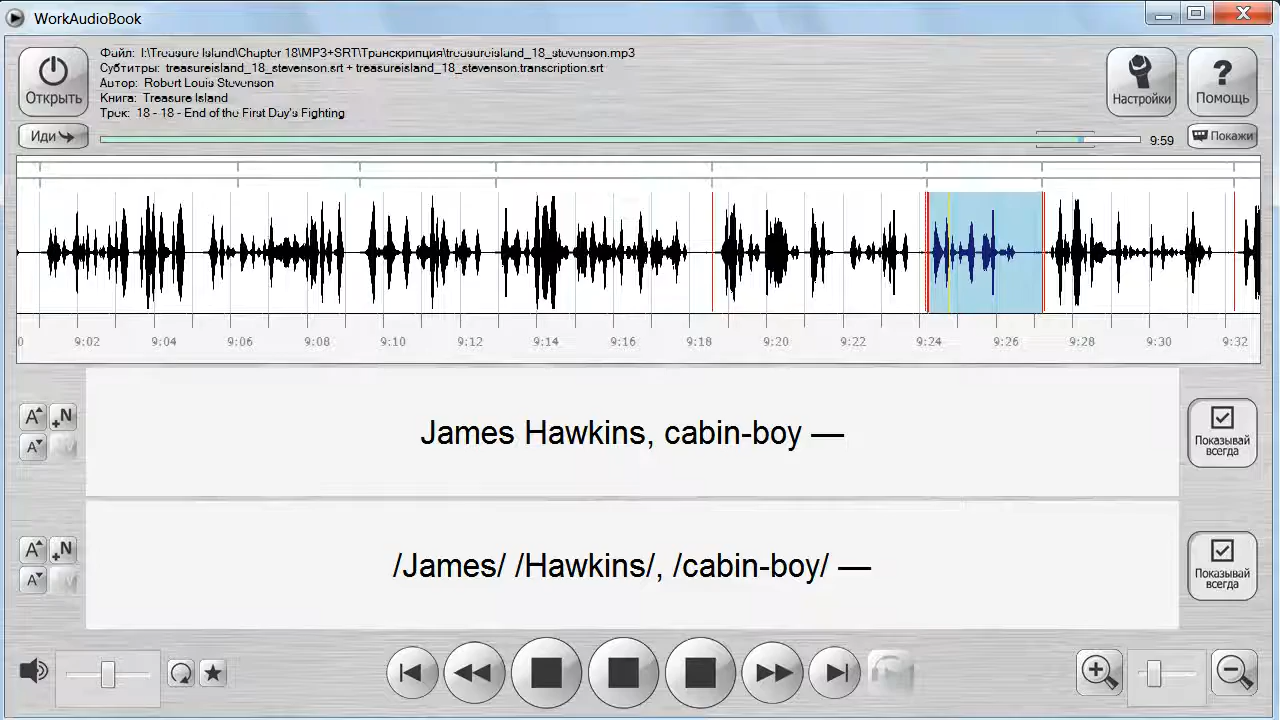 WorkAudioBook
Открыть
Файл: I:\Treasure Island\Chapter 18\MP3+SRT\Транскрипция\treasureisland_18_stevenson.mp3
Субтитры: treasureisland_18_stevenson.srt + treasureisland_18_stevenson.transcription.srt
Автор: Robert Louis Stevenson
Книга: Treasure Island
Трек: 18 - 18 - End of the First Day's Fighting
Настройки
Помощь
Иди
9:59
Покажи
0 9:02 9:04 9:06 9:08 9:10 9:12 9:14 9:16 9:18 9:20 9:22 9:24 9:26 9:28 9:30 9:32
A N
A
James Hawkins, cabin-boy —
Показывай
всегда
A N
A
/James/ /Hawkins/, /cabin-boy/ —
Показывай
всегда